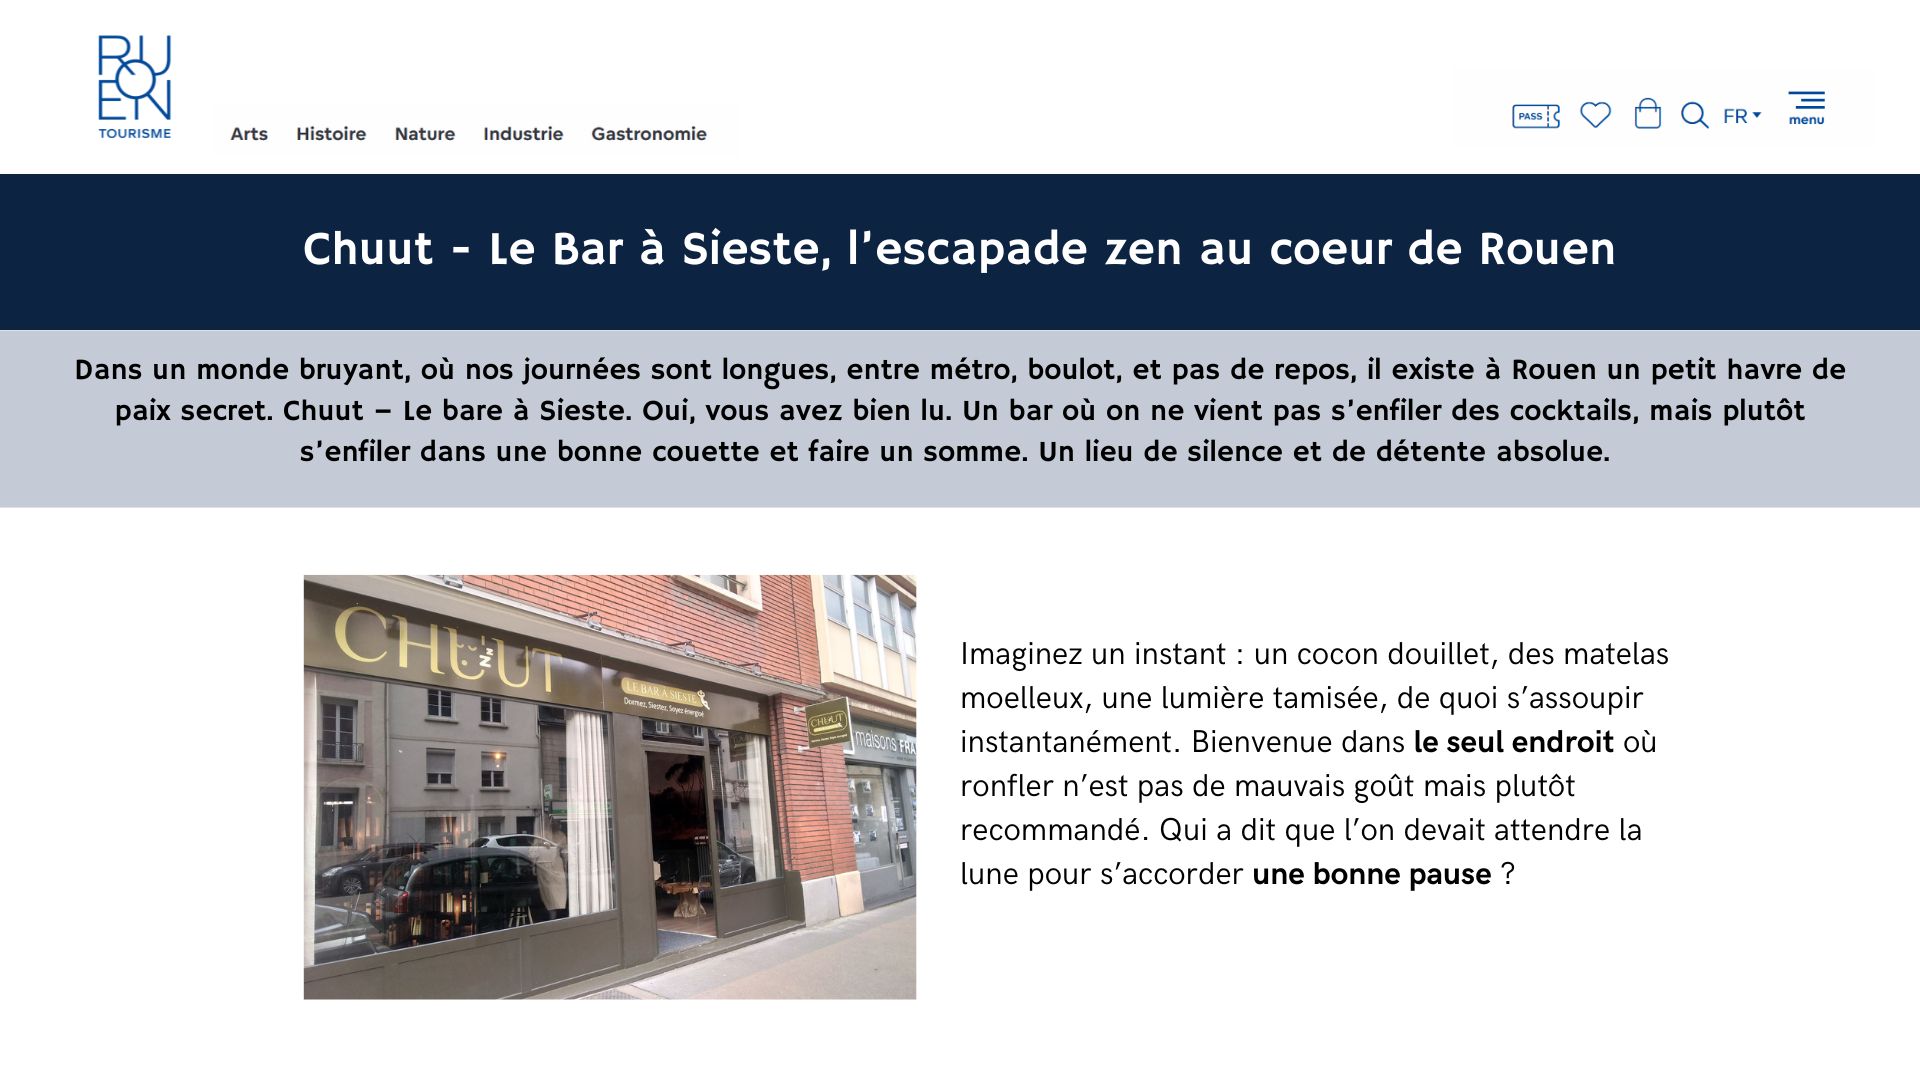 RU
O
EN
TOURISME
Arts Histoire Nature Industrie Gastronomie
PASS FR menu
Chuut - Le Bar à Sieste, l’escapade zen au coeur de Rouen
Dans un monde bruyant, où nos journées sont longues, entre métro, boulot, et pas de repos, il existe à Rouen un petit havre de
paix secret. Chuut – Le bare à Sieste. Oui, vous avez bien lu. Un bar où on ne vient pas s’enfiler des cocktails, mais plutôt
s’enfiler dans une bonne couette et faire un somme. Un lieu de silence et de détente absolue.
CHUUT
LE BAR À SIESTE
Dormez, Siestez, Soyez énergisé
CHUUT
maisons FRA
Imaginez un instant : un cocon douillet, des matelas
moelleux, une lumière tamisée, de quoi s’assoupir
instantanément. Bienvenue dans le seul endroit où
ronfler n’est pas de mauvais goût mais plutôt
recommandé. Qui a dit que l’on devait attendre la
lune pour s’accorder une bonne pause ?